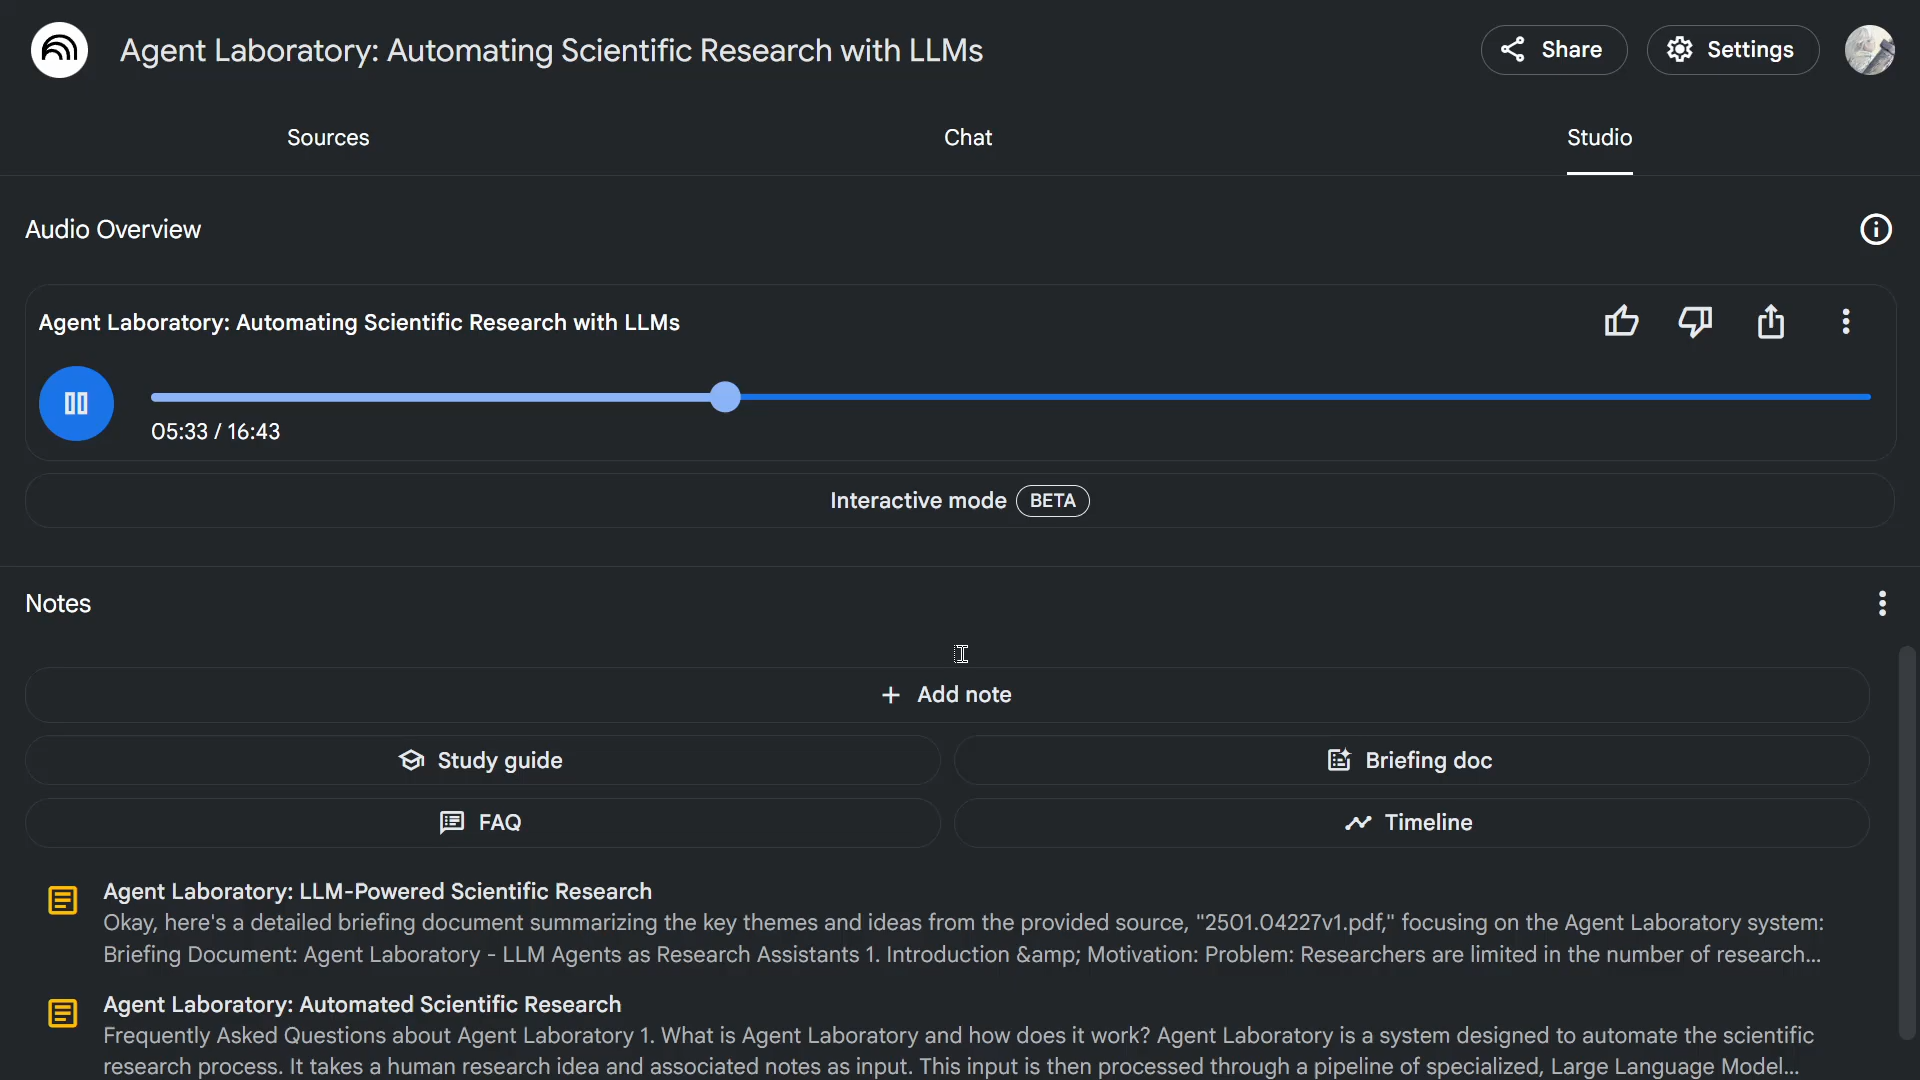 Agent Laboratory: Automating Scientific Research with LLMs
Share
Settings
Sources
Chat
Studio
Audio Overview
Agent Laboratory: Automating Scientific Research with LLMs
05:33 / 16:43
Interactive mode BETA
Notes
Add note
Study guide
Briefing doc
FAQ
Timeline
Agent Laboratory: LLM-Powered Scientific Research
Okay, here's a detailed briefing document summarizing the key themes and ideas from the provided source, "2501.04227v1.pdf," focusing on the Agent Laboratory system:
Briefing Document: Agent Laboratory - LLM Agents as Research Assistants 1. Introduction &amp; Motivation: Problem: Researchers are limited in the number of research...
Agent Laboratory: Automated Scientific Research
Frequently Asked Questions about Agent Laboratory 1. What is Agent Laboratory and how does it work? Agent Laboratory is a system designed to automate the scientific
research process. It takes a human research idea and associated notes as input. This input is then processed through a pipeline of specialized, Large Language Model...